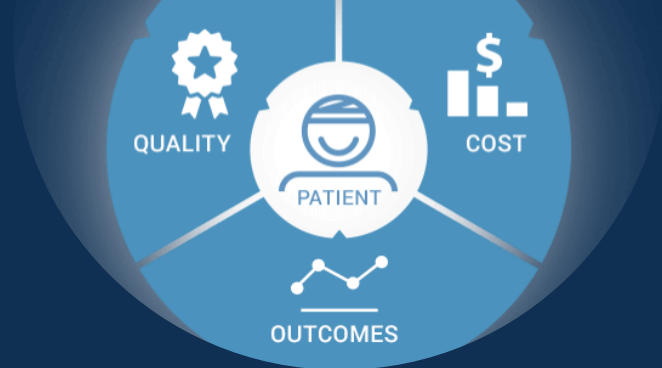 $
QUALITY
COST
PATIENT
OUTCOMES